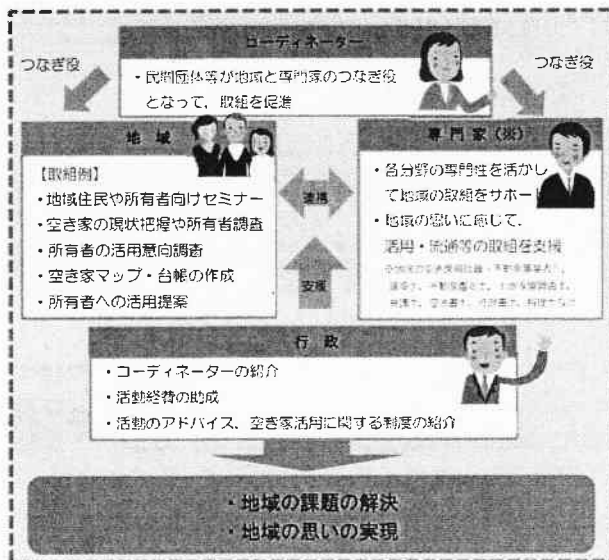 コーディネーター
つなぎ役
つなぎ役
・民間団体等が地域と専門家のつなぎ役
となって、取組を促進
地域
【取組例】
・地域住民や所有者向けセミナー
・空き家の現状把握や所有者調査
・所有者の活用意向調査
・空き家マップ・台帳の作成
・所有者への活用提案
連携
支援
専門家(※)
・各分野の専門性を活かし
て地域の取組をサポート
・地域の思いに応じて、
活用・流通等の取組を支援
行政
・コーディネーターの紹介
・活動経費の助成
・活動のアドバイス、空き家活用に関する制度の紹介
・地域の課題の解決
・地域の思いの実現